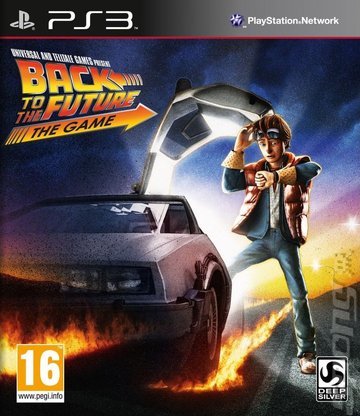 PS3
PlayStation®Network
UNIVERSAL AND TELLTALE GAMES PRESENT
BACK
TO THE
FUTURE
THE GAME
16
www.pegi.info
DEEP
SILVER